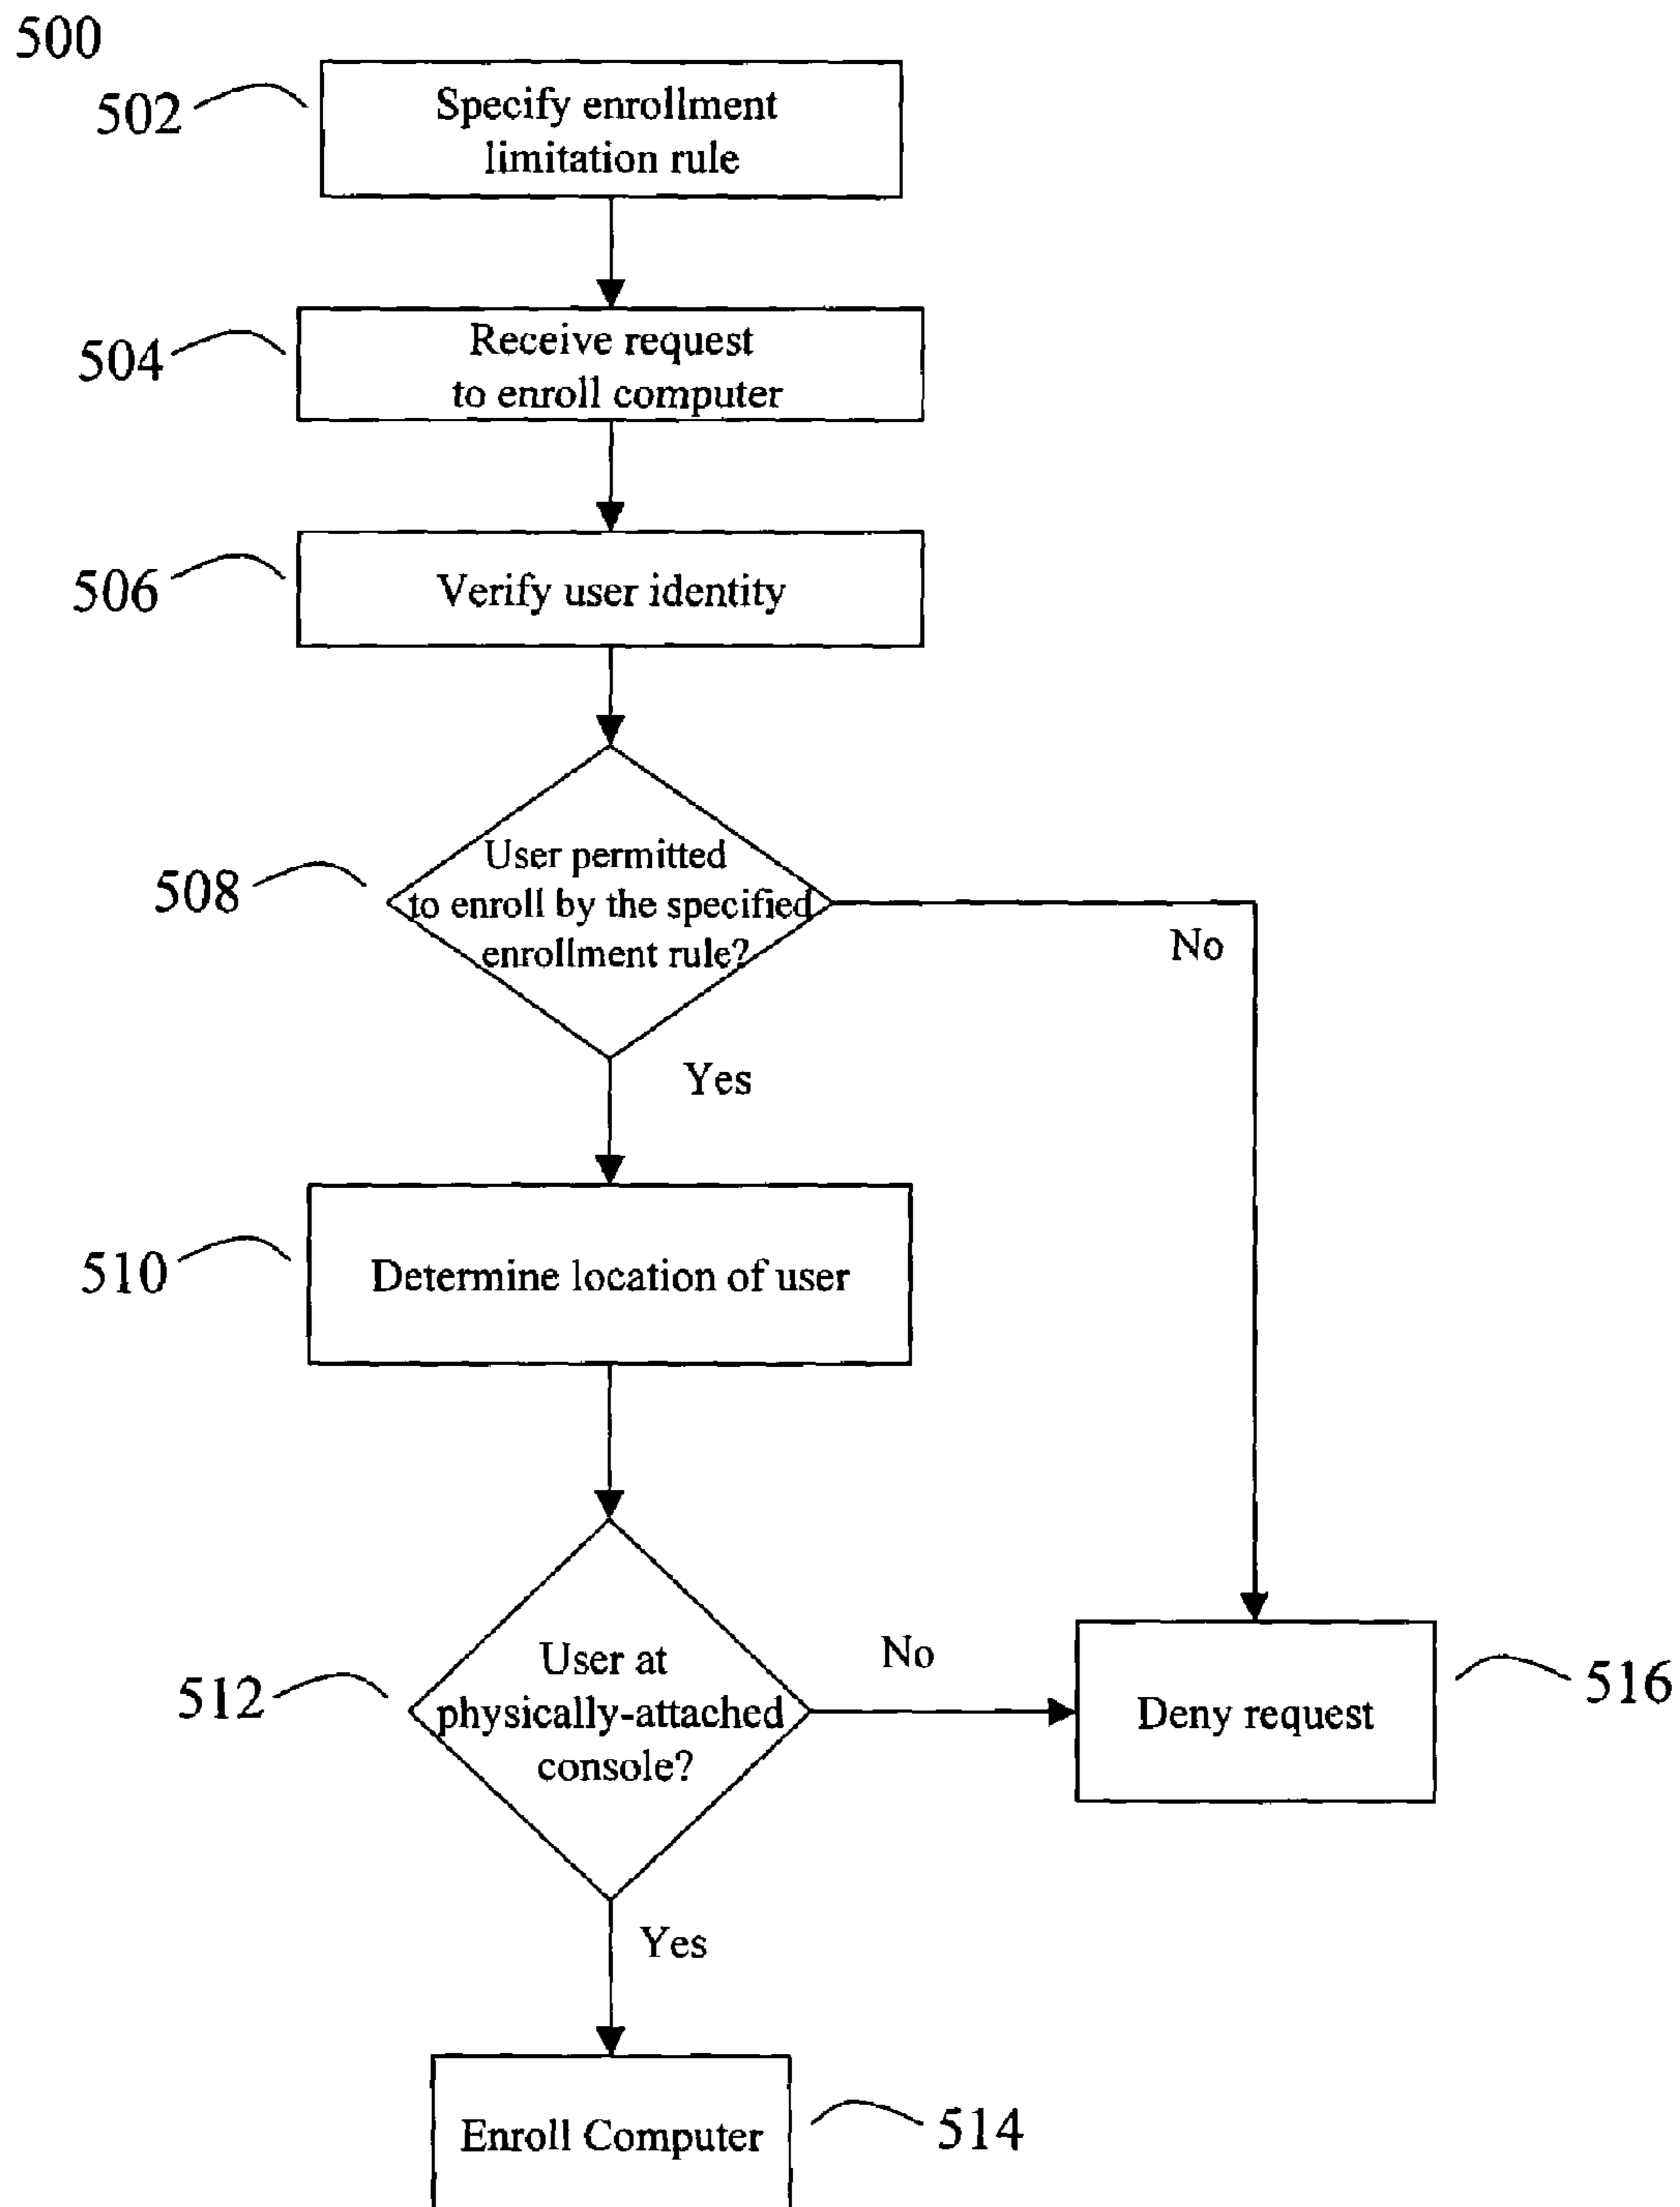 500
502
Specify enrollment
limitation rule
504
Receive request
to enroll computer
506
Verify user identity
508
User permitted
to enroll by the specified
enrollment rule?
No
Yes
510
Determine location of user
512
User at
physically-attached
console?
No
Deny request
516
Yes
Enroll Computer
514